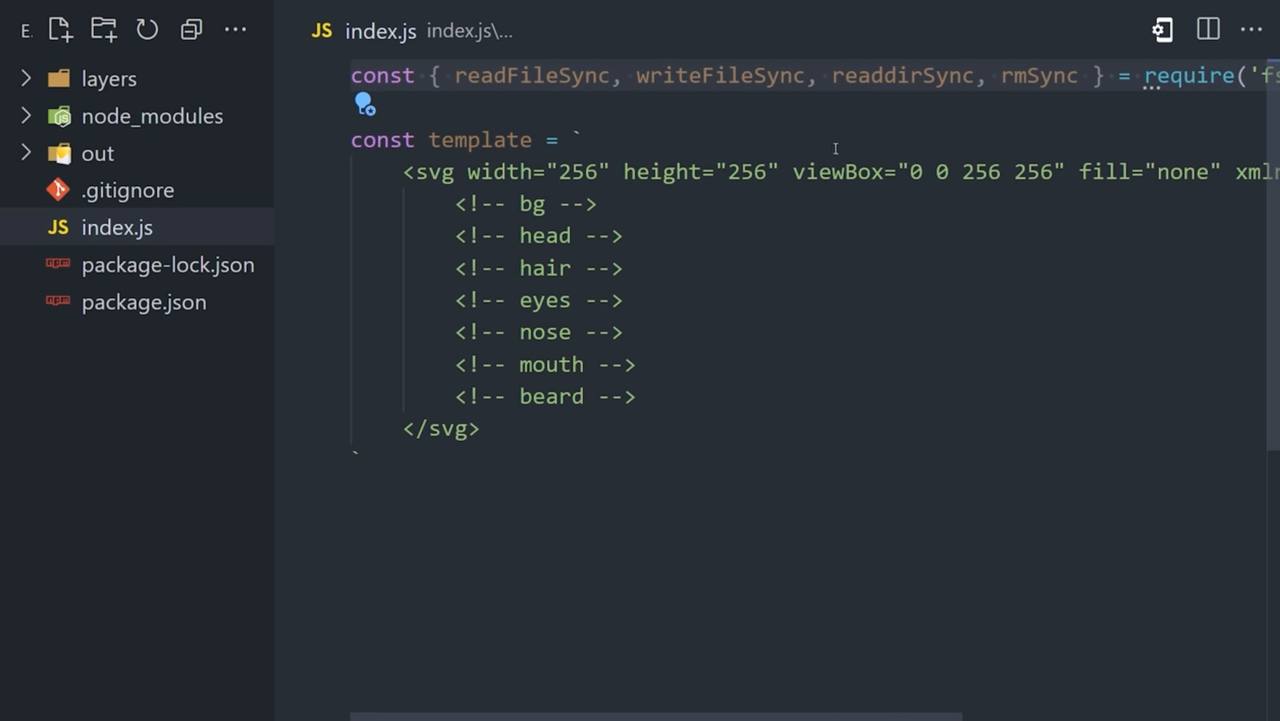 E.
layers
node_modules
out
.gitignore
JS index.js
package-lock.json
package.json
JS index.js index.js\...
const { readFileSync, writeFileSync, readdirSync, rmSync } = require('fs
const template = `
<svg width="256" height="256" viewBox="0 0 256 256" fill="none" xmln
<!-- bg -->
<!-- head -->
<!-- hair -->
<!-- eyes -->
<!-- nose -->
<!-- mouth -->
<!-- beard -->
</svg>
`